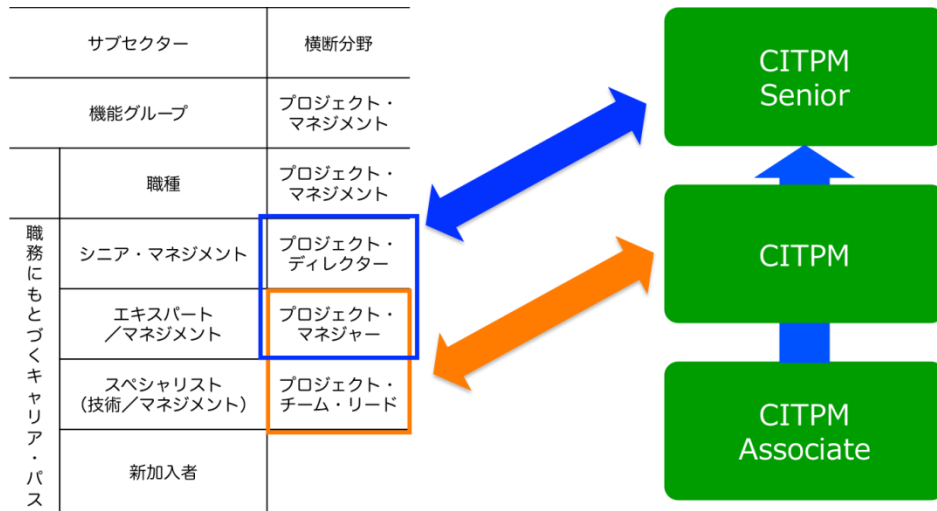 サブセクター
横断分野
機能グループ
プロジェクト・
マネジメント
職種
プロジェクト・
マネジメント
職務にもとづくキャリア・パス
シニア・マネジメント
プロジェクト・
ディレクター
エキスパート
／マネジメント
プロジェクト・
マネジャー
スペシャリスト
（技術／マネジメント）
プロジェクト・
チーム・リード
新加入者
CITPM
Senior
CITPM
CITPM
Associate